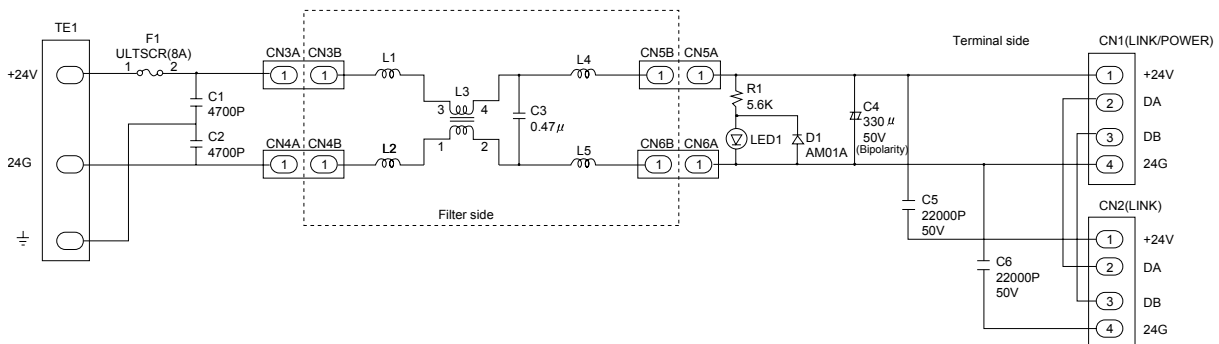 TE1
F1
ULTSCR(8A)
1 2
+24V
C1
4700P
C2
4700P
24G
CN3A CN3B
1 1
CN4A CN4B
1 1
L1
L2
L3
3 4
1 2
C3
0.47μ
L4
L5
Filter side
CN5B CN5A
1 1
CN6B CN6A
1 1
R1
5.6K
LED1
D1
AM01A
C4
330μ
50V
(Bipolarity)
Terminal side
C5
22000P
50V
C6
22000P
50V
CN1(LINK/POWER)
1 +24V
2 DA
3 DB
4 24G
CN2(LINK)
1 +24V
2 DA
3 DB
4 24G